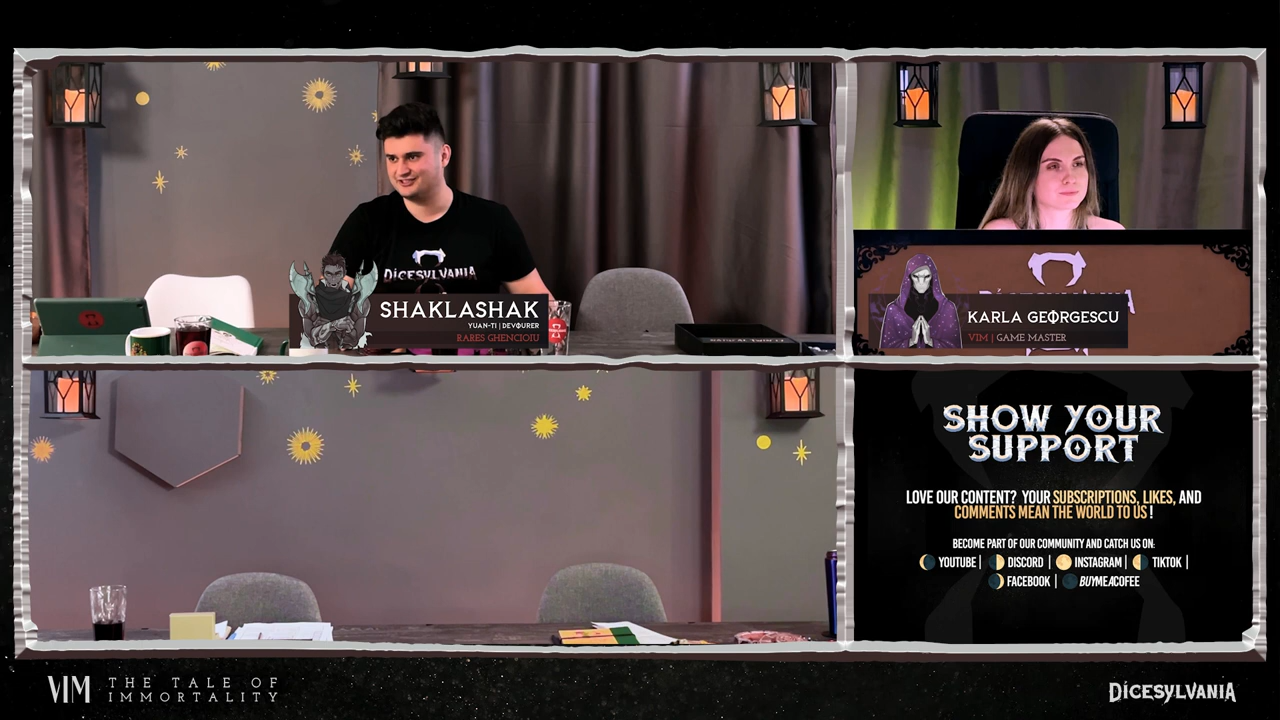 DICESYLVANIA
SHAKLASHAK
YUAN-TI | DEVOURER
RARES GHENCIOIU
KARLA GEORGESCU
VIM | GAME MASTER
SHOW YOUR
SUPPORT
LOVE OUR CONTENT? YOUR SUBSCRIPTIONS, LIKES, AND
COMMENTS MEAN THE WORLD TO US!
BECOME PART OF OUR COMMUNITY AND CATCH US ON:
YOUTUBE | DISCORD | INSTAGRAM | TIKTOK |
FACEBOOK | BUYMEACOFEE
VIM THE TALE OF
IMMORTALITY
DICESYLVANIA